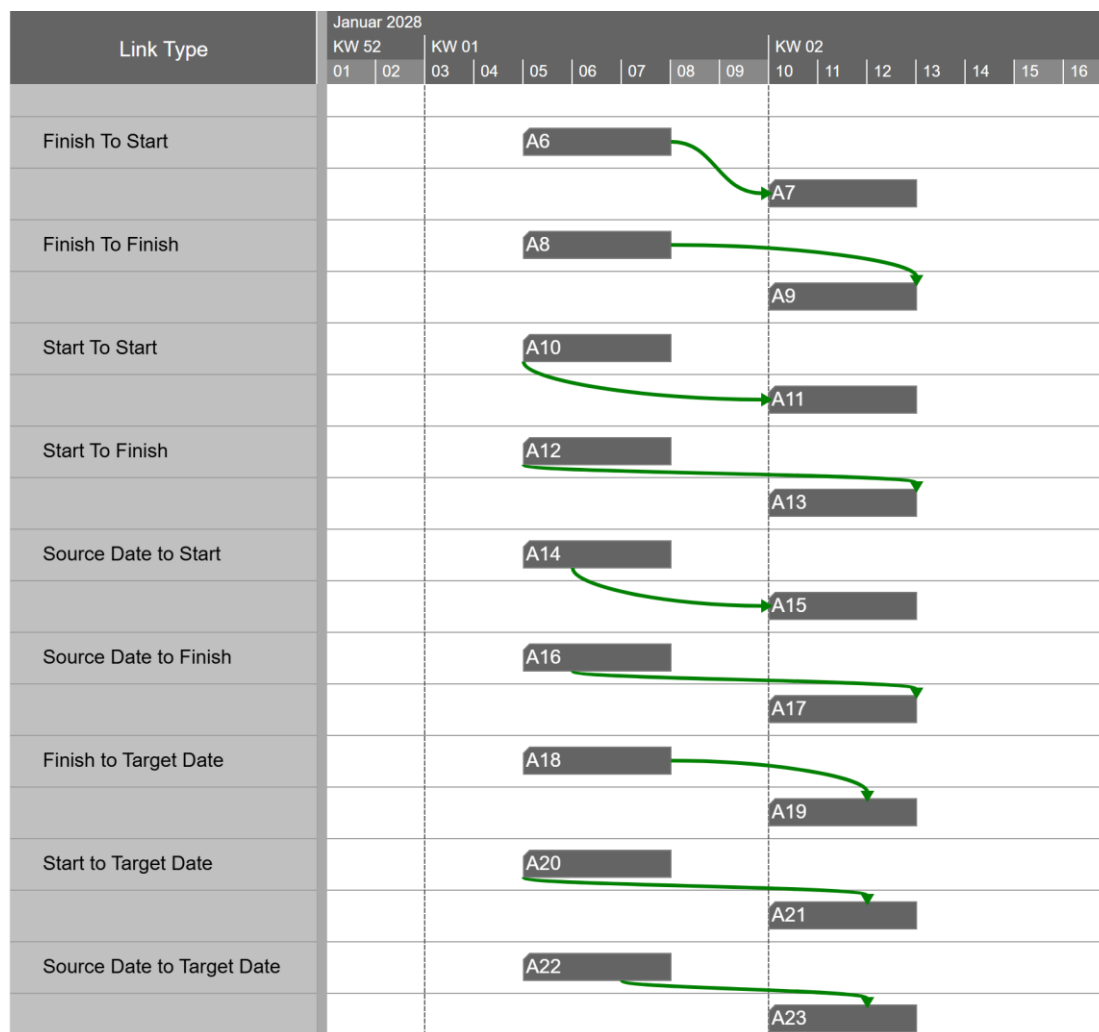 Link Type
Januar 2028
KW 52 KW 01 KW 02
01 02 03 04 05 06 07 08 09 10 11 12 13 14 15 16
Finish To Start A6
A7
Finish To Finish A8
A9
Start To Start A10
A11
Start To Finish A12
A13
Source Date to Start A14
A15
Source Date to Finish A16
A17
Finish to Target Date A18
A19
Start to Target Date A20
A21
Source Date to Target Date A22
A23